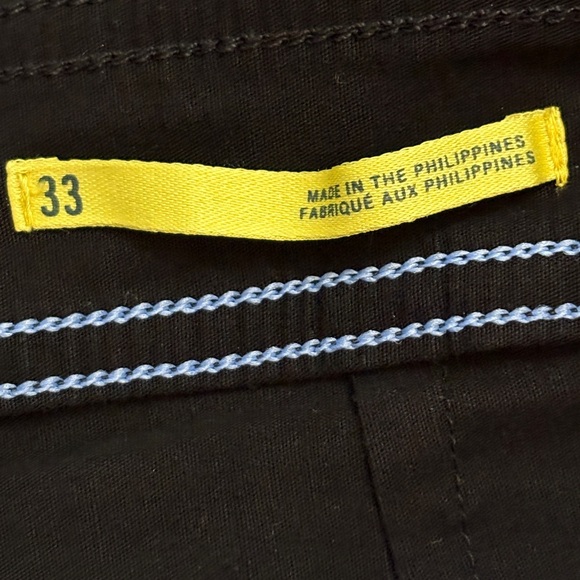 33
MADE IN THE PHILIPPINES
FABRIQUÉ AUX PHILIPPINES